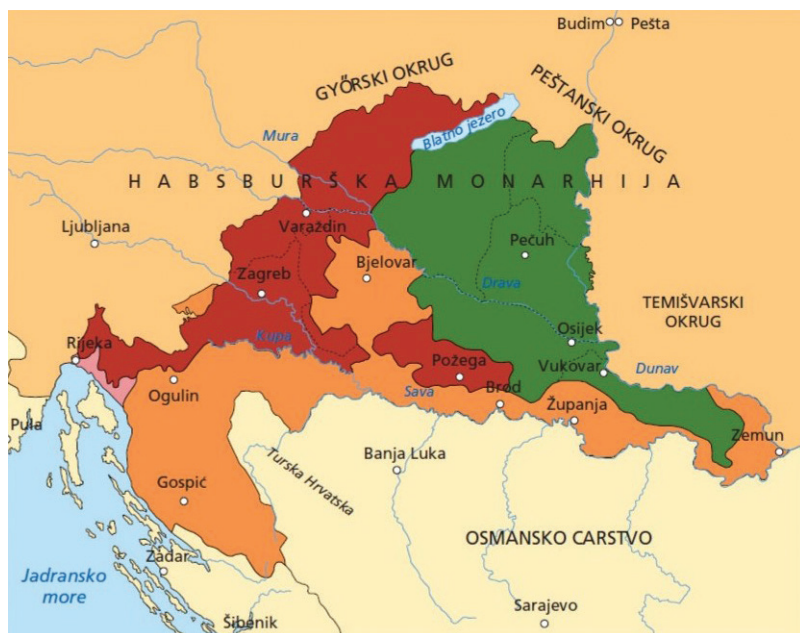 Budim
Pešta
GYŐRSKI OKRUG
PEŠTANSKI OKRUG
Blatno jezero
Mura
HABSBURŠKA MONARHIJA
Varaždin
Ljubljana
Pečuh
Bjelovar
Zagreb
Drava
TEMIŠVARSKI
OKRUG
Osijek
Kupa
Rijeka
Vukovar
Dunav
Požega
Ogulin
Sava
Brod
Županja
Pula
Zemun
Banja Luka
Turska Hrvatska
Gospić
OSMANSKO CARSTVO
Zadar
Jadransko
more
Sarajevo
Šibenik